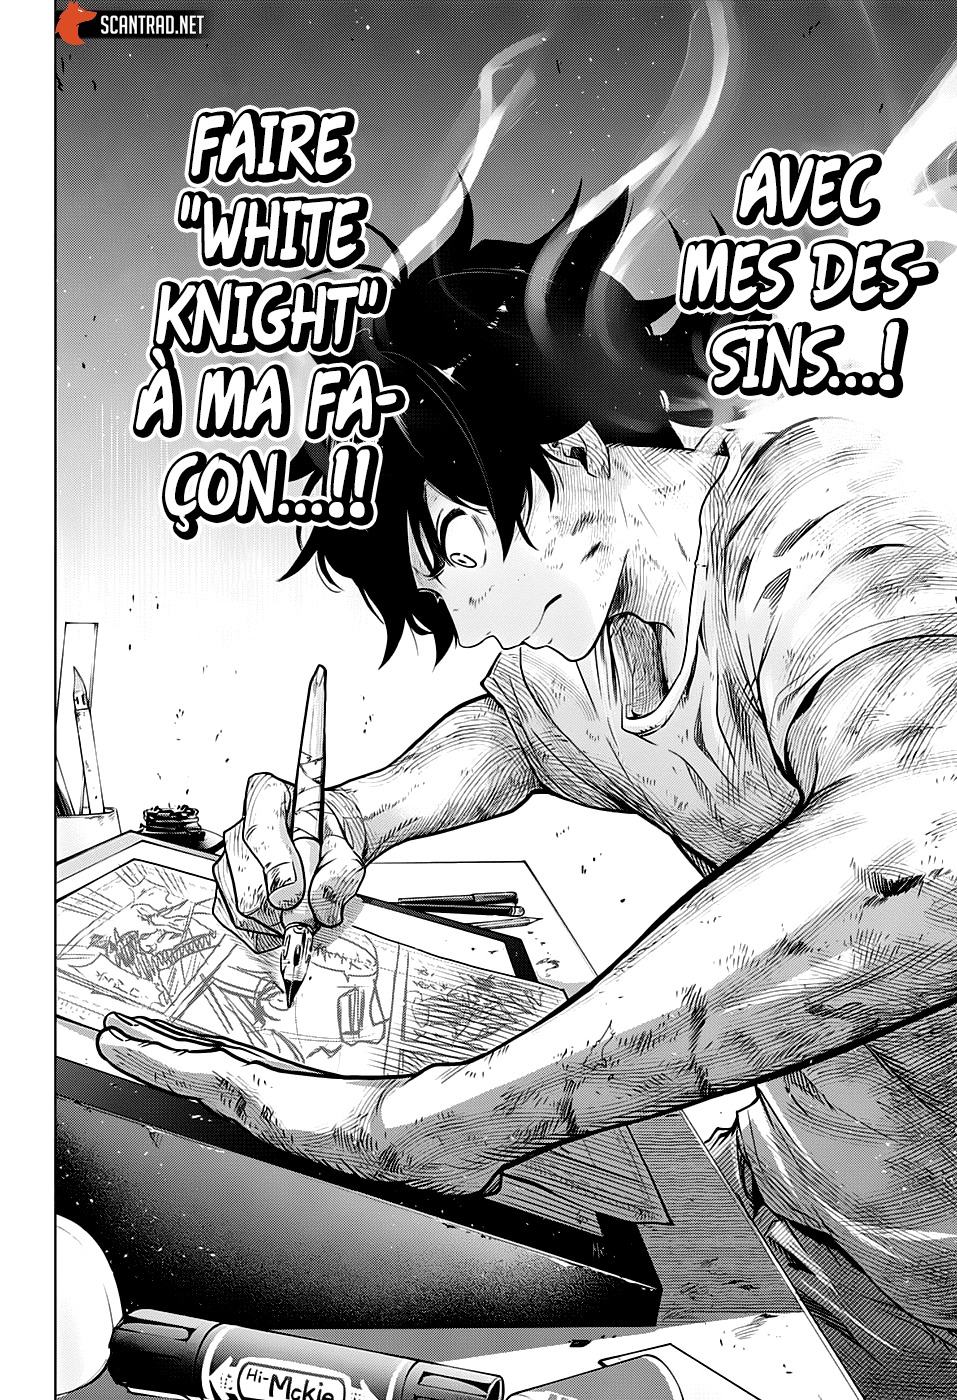 SCANTRAD.NET
AVEC
MES DES-
SINS...!
FAIRE
"WHITE
KNIGHT"
À MA FA-
ÇON...!!
Hi-Mckie